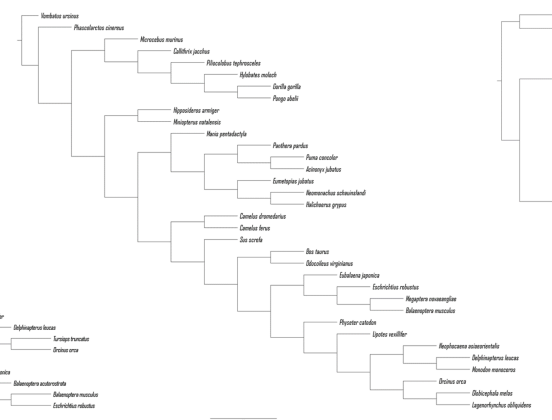 Vombatus ursinus
Phascolarctos cinereus
Microcebus murinus
Callithrix jacchus
Piliocolobus tephrosceles
Hylobates moloch
Gorilla gorilla
Pongo abelii
Hipposideros armiger
Miniopterus natalensis
Manis pentadactyla
Panthera pardus
Puma concolor
Acinonyx jubatus
Eumetopias jubatus
Neomonachus schauinslandi
Halichoerus grypus
Camelus dromedarius
Camelus ferus
Sus scrofa
Bos taurus
Odocoileus virginianus
Eubalaena japonica
Eschrichtius robustus
Megaptera novaeangliae
Balaenoptera musculus
Physeter catodon
Lipotes vexillifer
Neophocaena asiaeorientalis
Delphinapterus leucas
Monodon monoceros
Orcinus orca
Globicephala melas
Lagenorhynchus obliquidens
er
Delphinapterus leucas
Tursiops truncatus
Orcinus orca
onica
Balaenoptera acutorostrata
Balaenoptera musculus
Eschrichtius robustus